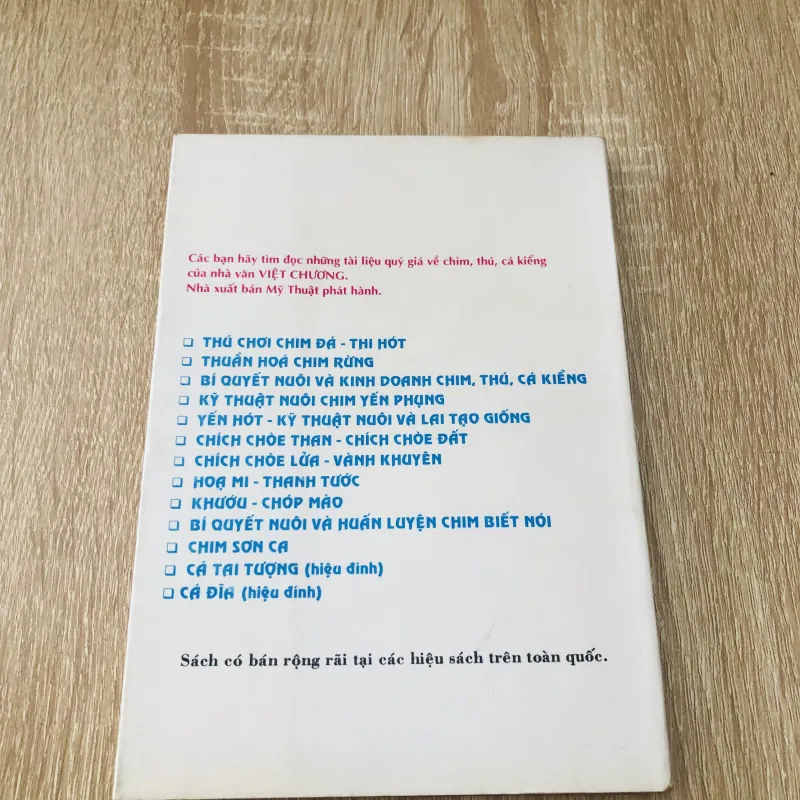 Các bạn hãy tìm đọc những tài liệu quý giá về chim, thú, cá kiểng
của nhà văn VIỆT CHƯƠNG.
Nhà xuất bản Mỹ Thuật phát hành.
❑ THÚ CHƠI CHIM ĐÁ - THI HÓT
❑ THUẦN HOÁ CHIM RỪNG
❑ BÍ QUYẾT NUÔI VÀ KINH DOANH CHIM, THÚ, CÁ KIỂNG
❑ KỸ THUẬT NUÔI CHIM YẾN PHỤNG
❑ YẾN HÓT - KỸ THUẬT NUÔI VÀ LAI TẠO GIỐNG
❑ CHÍCH CHÒE THAN - CHÍCH CHÒE ĐẤT
❑ CHÍCH CHÒE LỬA - VÀNH KHUYÊN
❑ HOẠ MI - THANH TƯỚC
❑ KHƯỚU - CHÓP MÀO
❑ BÍ QUYẾT NUÔI VÀ HUẤN LUYỆN CHIM BIẾT NÓI
❑ CHIM SƠN CA
❑ CÁ TAI TƯỢNG (hiệu đính)
❑ CÁ ĐĨA (hiệu đính)
Sách có bán rộng rãi tại các hiệu sách trên toàn quốc.